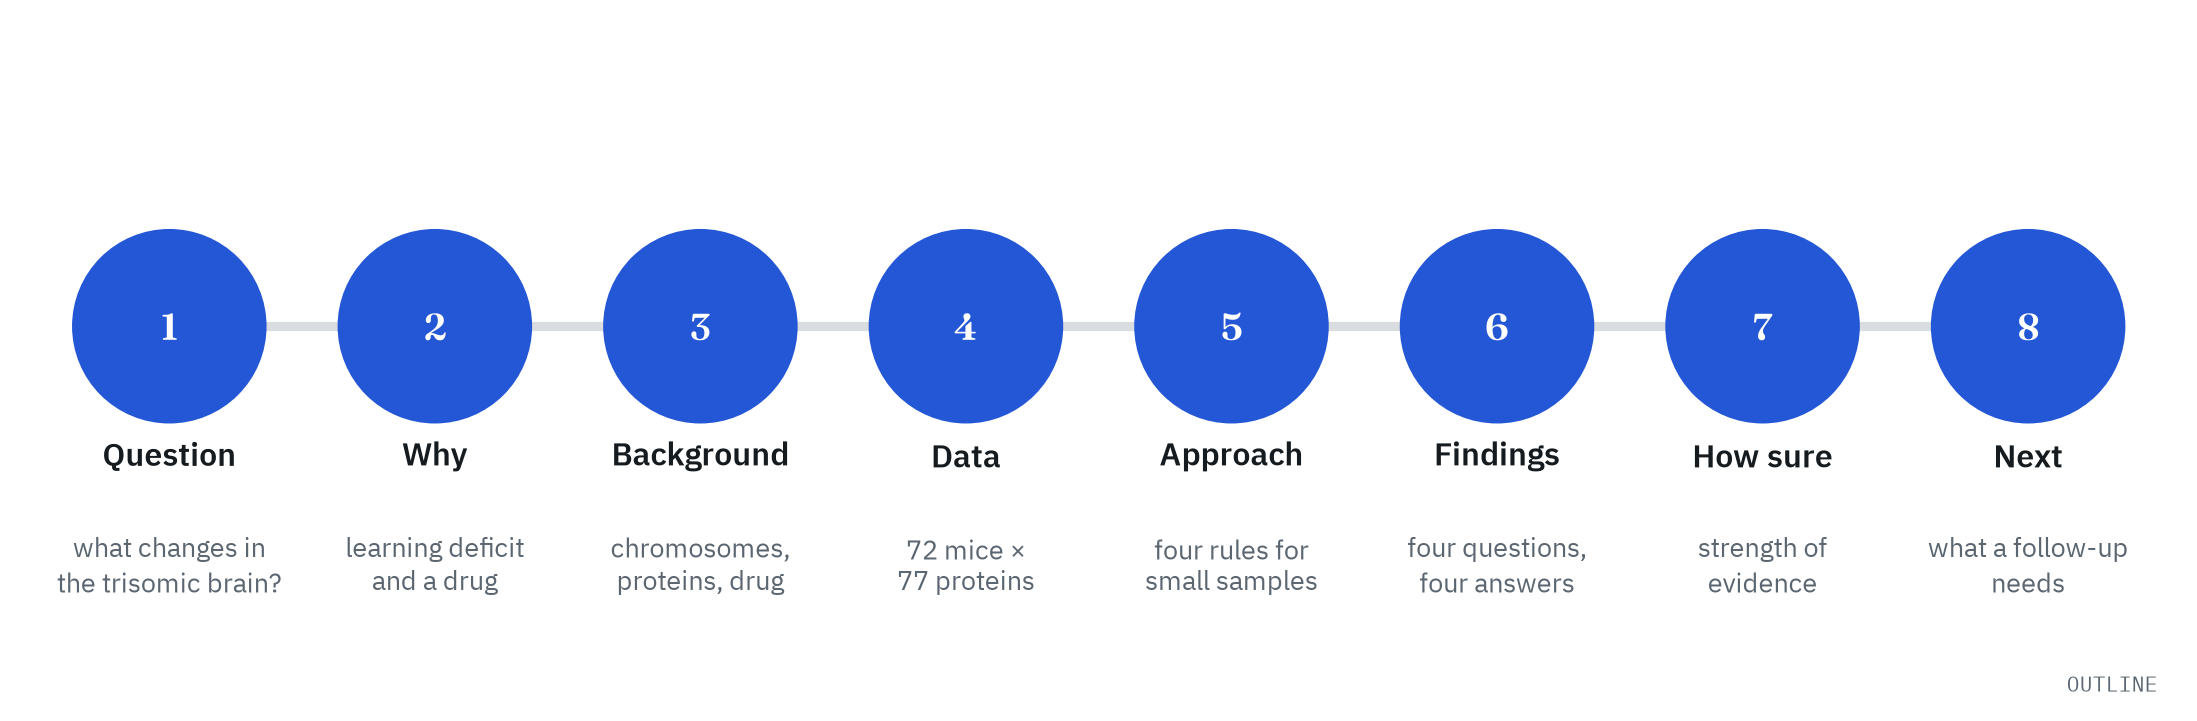 1
Question
what changes in
the trisomic brain?
2
Why
learning deficit
and a drug
3
Background
chromosomes,
proteins, drug
4
Data
72 mice ×
77 proteins
5
Approach
four rules for
small samples
6
Findings
four questions,
four answers
7
How sure
strength of
evidence
8
Next
what a follow-up
needs
OUTLINE